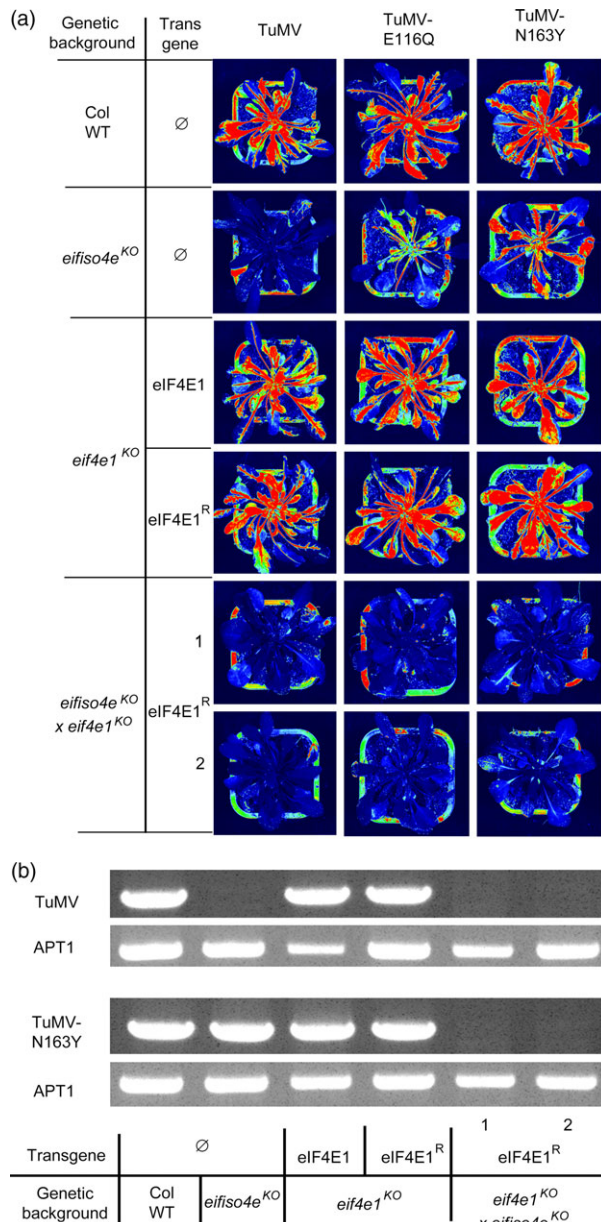 (a)
Genetic background
Trans gene
TuMV
TuMV-E116Q
TuMV-N163Y
Col WT
∅
eifiso4e^KO
∅
eif4e1^KO
eIF4E1
eIF4E1^R
eifiso4e^KO x eif4e1^KO
eIF4E1^R
1
2
(b)
TuMV
APT1
TuMV-N163Y
APT1
1 2
Transgene ∅ eIF4E1 eIF4E1^R eIF4E1^R
Genetic background Col WT eifiso4e^KO eif4e1^KO eif4e1^KO x eifiso4e^KO